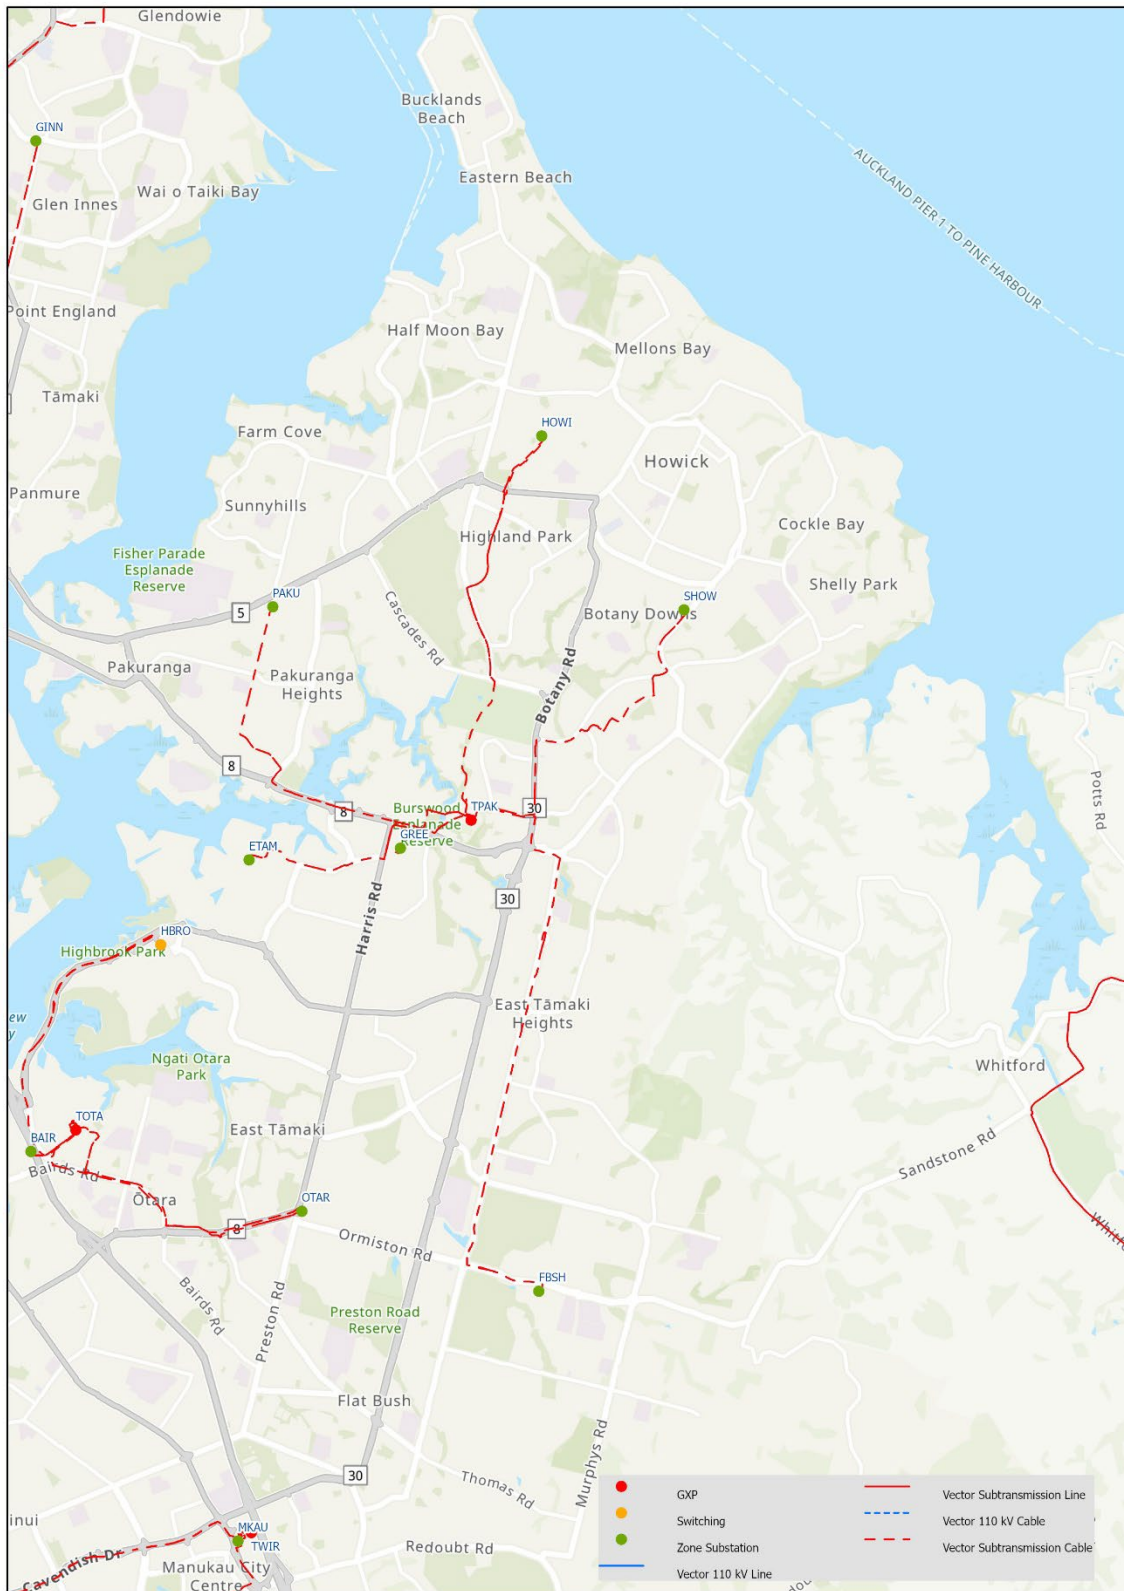 Glendowie
GINN
Bucklands
Beach
Eastern Beach
AUCKLAND PIER 1 TO PINE HARBOUR
Wai o Taiki Bay
Glen Innes
Point England
Half Moon Bay
Mellons Bay
Tāmaki
HOWI
Farm Cove
Howick
Panmure
Sunnyhills
Highland Park
Cockle Bay
Fisher Parade
Esplanade
Reserve
Shelly Park
PAKU
SHOW
5
Cascades Rd
Botany Downs
Pakuranga
Pakuranga
Heights
Botany Rd
8
Potts Rd
8
Burswood
Esplanade
Reserve
TPAK
30
GREE
ETAM
30
Harris Rd
HBRO
Highbrook Park
East Tāmaki
Heights
Ngati Otara
Park
Whitford
TOTA
East Tāmaki
BAIR
Bairds Rd
Sandstone Rd
Ōtara
OTAR
8
Ormiston Rd
FBSH
Bairds Rd
Preston Rd
Preston Road
Reserve
Flat Bush
Murphys Rd
30
Thomas Rd
MKAU
TWIR
Redoubt Rd
Cavendish Dr
Manukau City
Centre
GXP
Switching
Zone Substation
Vector 110 kV Line
Vector Subtransmission Line
Vector 110 kV Cable
Vector Subtransmission Cable